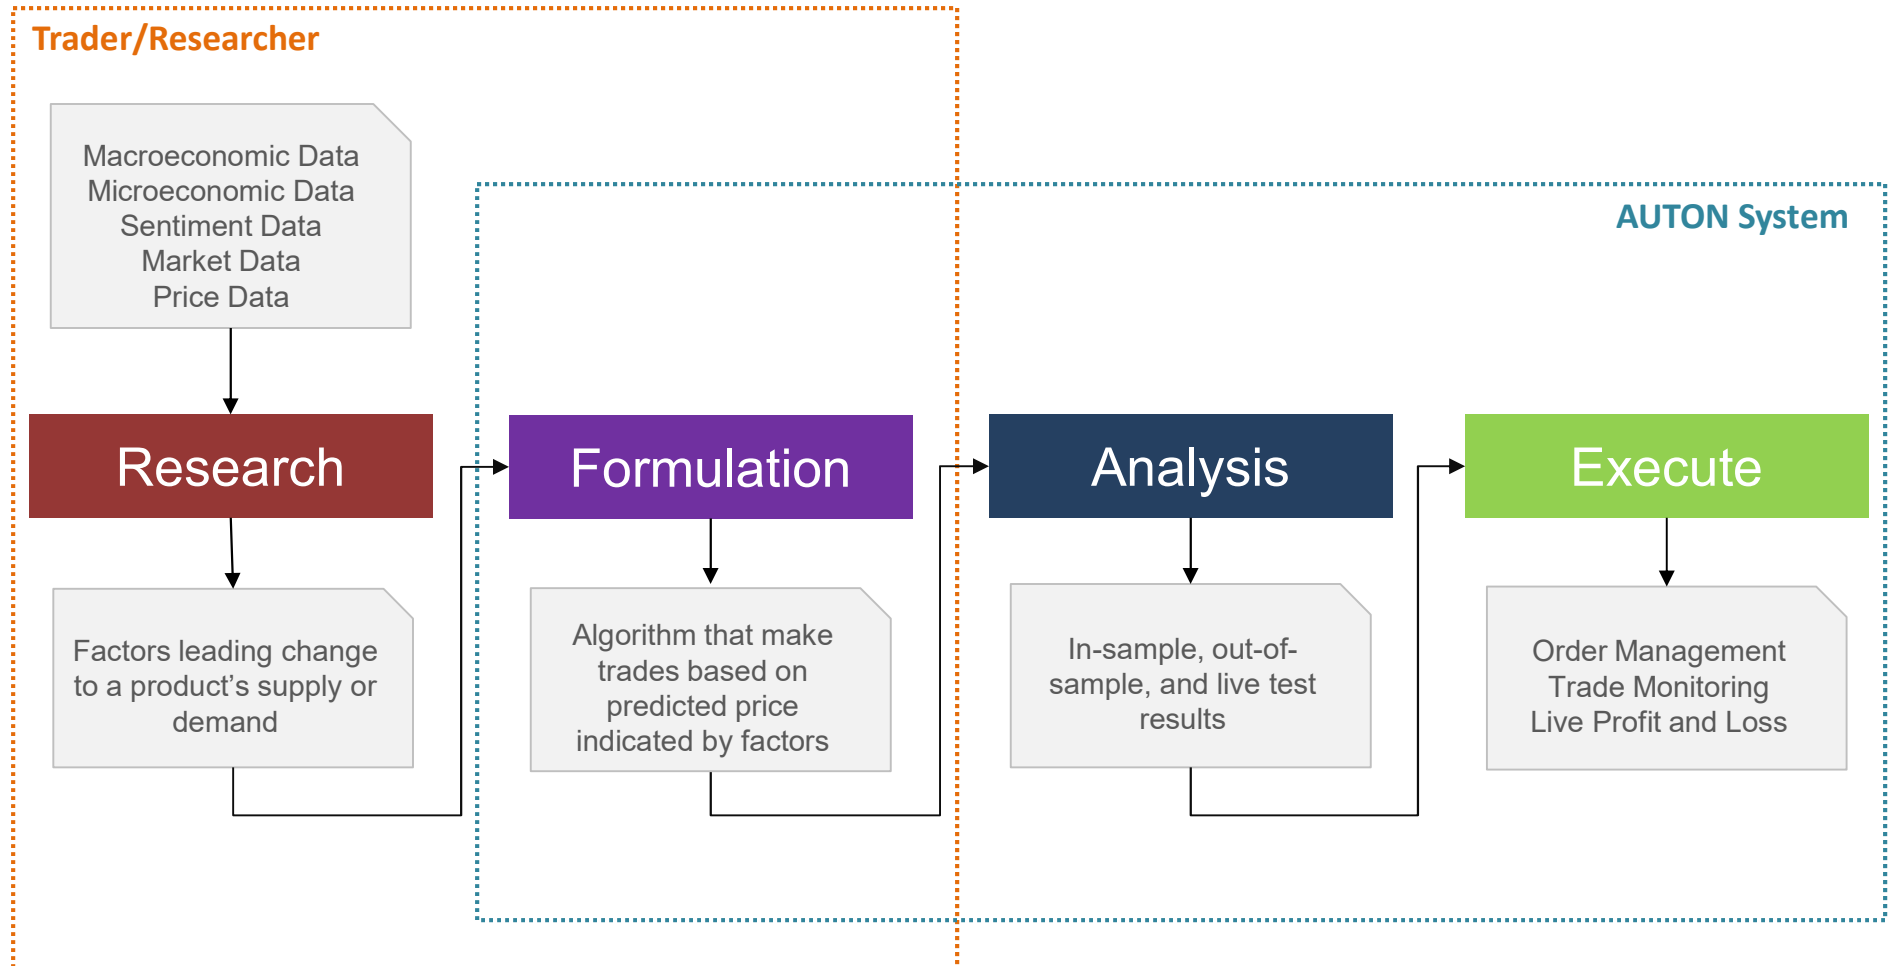 Trader/Researcher
Macroeconomic Data
Microeconomic Data
Sentiment Data
Market Data
Price Data
AUTON System
Research
Formulation
Analysis
Execute
Factors leading change
to a product’s supply or
demand
Algorithm that make
trades based on
predicted price
indicated by factors
In-sample, out-of-
sample, and live test
results
Order Management
Trade Monitoring
Live Profit and Loss